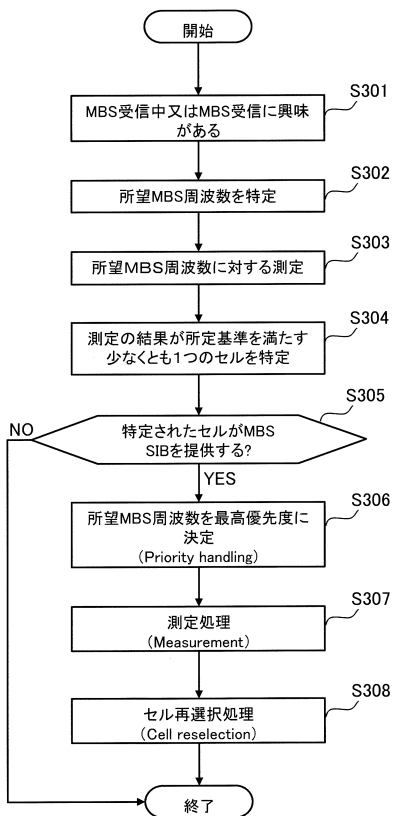 開始
S301
MBS受信中又はMBS受信に興味
がある
S302
所望MBS周波数を特定
S303
所望MBS周波数に対する測定
S304
測定の結果が所定基準を満たす
少なくとも1つのセルを特定
S305
NO
特定されたセルがMBS
SIBを提供する?
YES
S306
所望MBS周波数を最高優先度に
決定
(Priority handling)
S307
測定処理
(Measurement)
S308
セル再選択処理
(Cell reselection)
終了